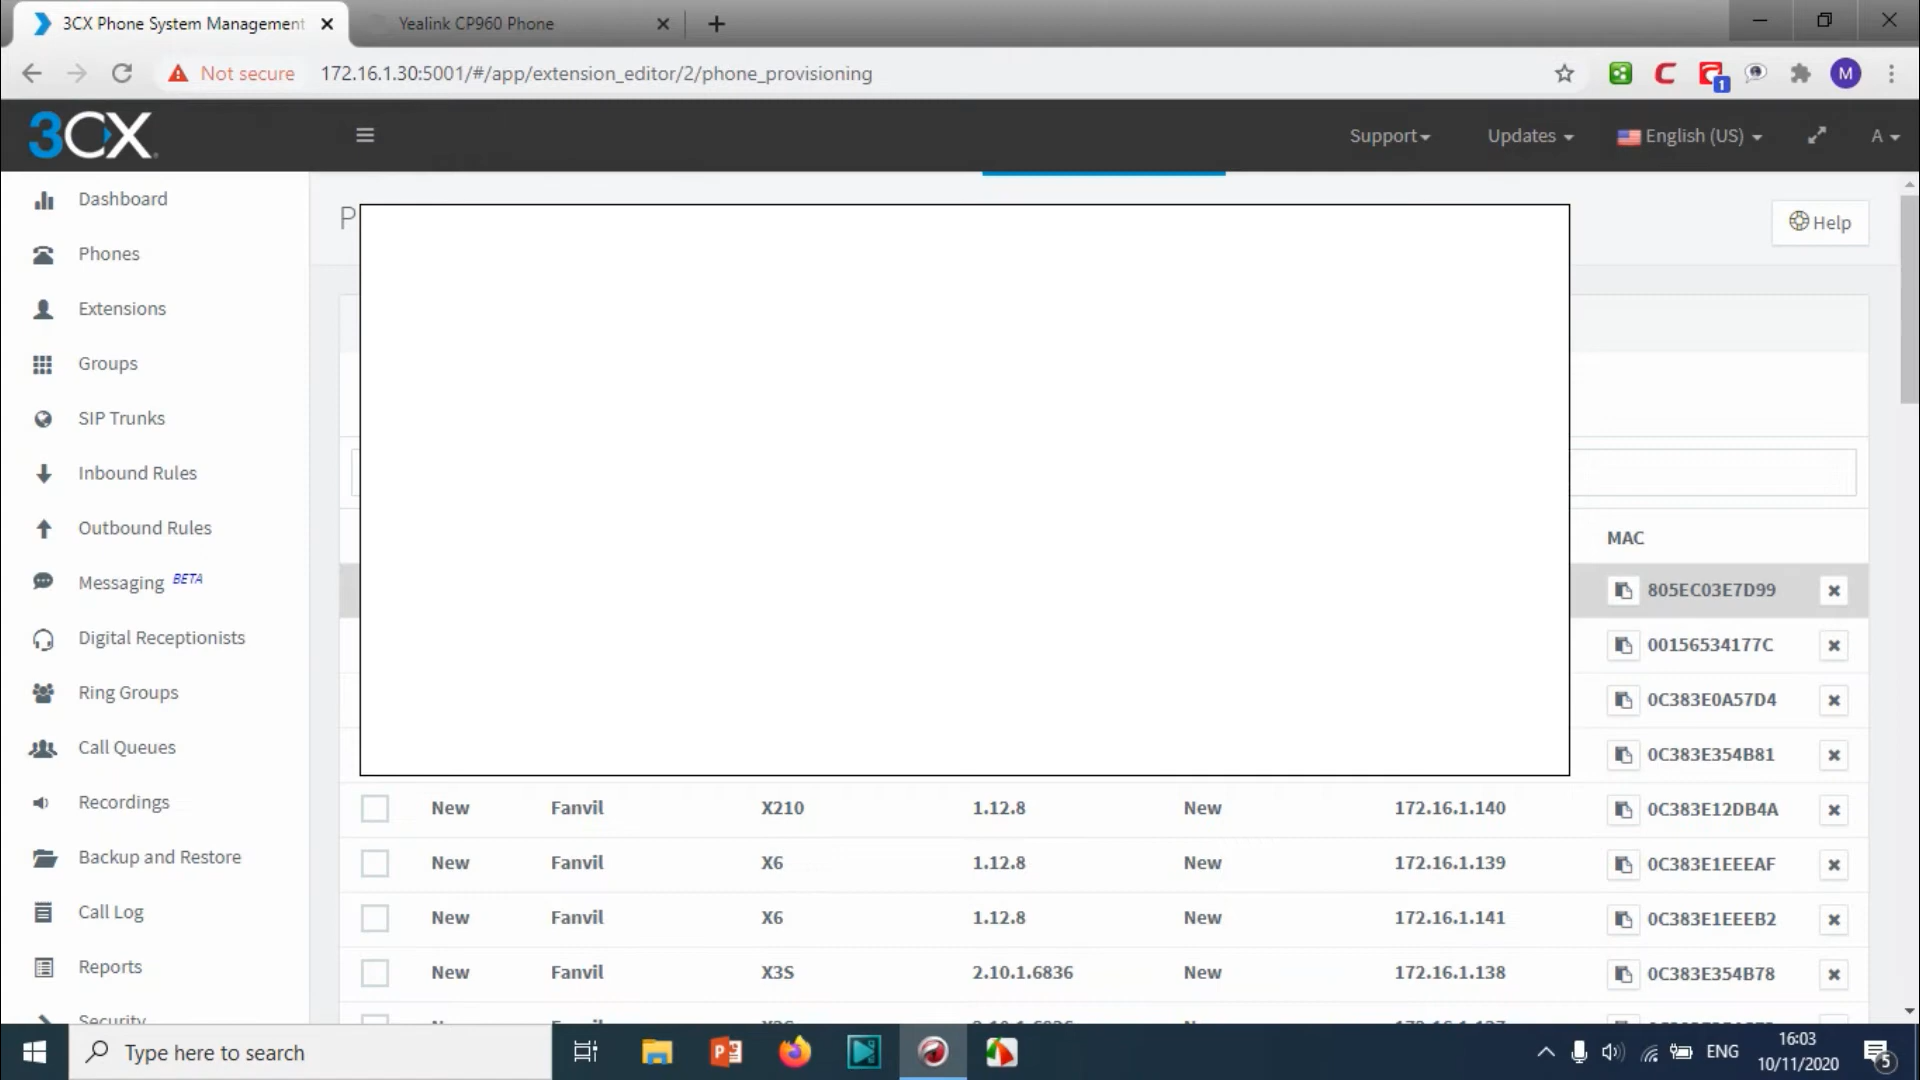 3CX Phone System Management
Yealink CP960 Phone
Not secure
172.16.1.30:5001/#/app/extension_editor/2/phone_provisioning
1
M
3CX
Support
Updates
English (US)
A
Dashboard
Phones
Extensions
Groups
SIP Trunks
Inbound Rules
Outbound Rules
Messaging BETA
Digital Receptionists
Ring Groups
Call Queues
Recordings
Backup and Restore
Call Log
Reports
Security
P
Help
MAC
805EC03E7D99
00156534177C
0C383E0A57D4
0C383E354B81
New Fanvil X210 1.12.8 New 172.16.1.140 0C383E12DB4A
New Fanvil X6 1.12.8 New 172.16.1.139 0C383E1EEEAF
New Fanvil X6 1.12.8 New 172.16.1.141 0C383E1EEEB2
New Fanvil X3S 2.10.1.6836 New 172.16.1.138 0C383E354B78
Type here to search
ENG
16:03
10/11/2020
5